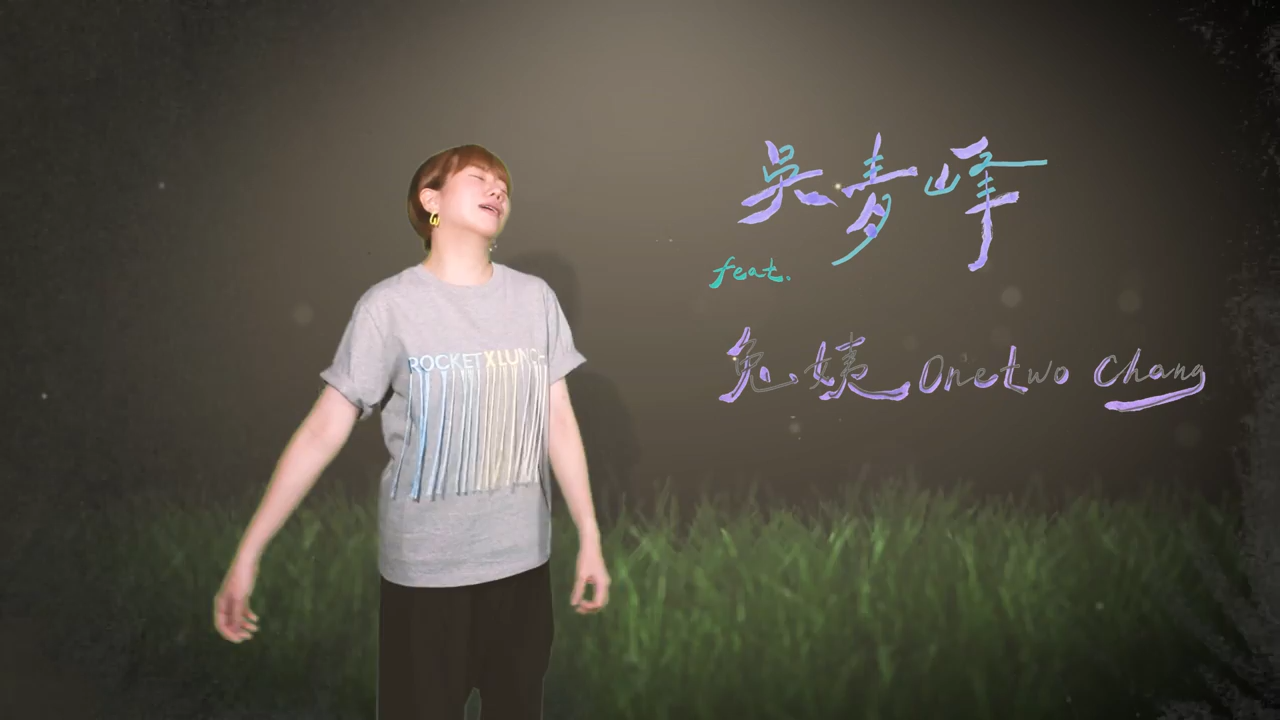 ROCKET X LUNCH
吳青峰
feat.
兔姨 Onetwo Chang